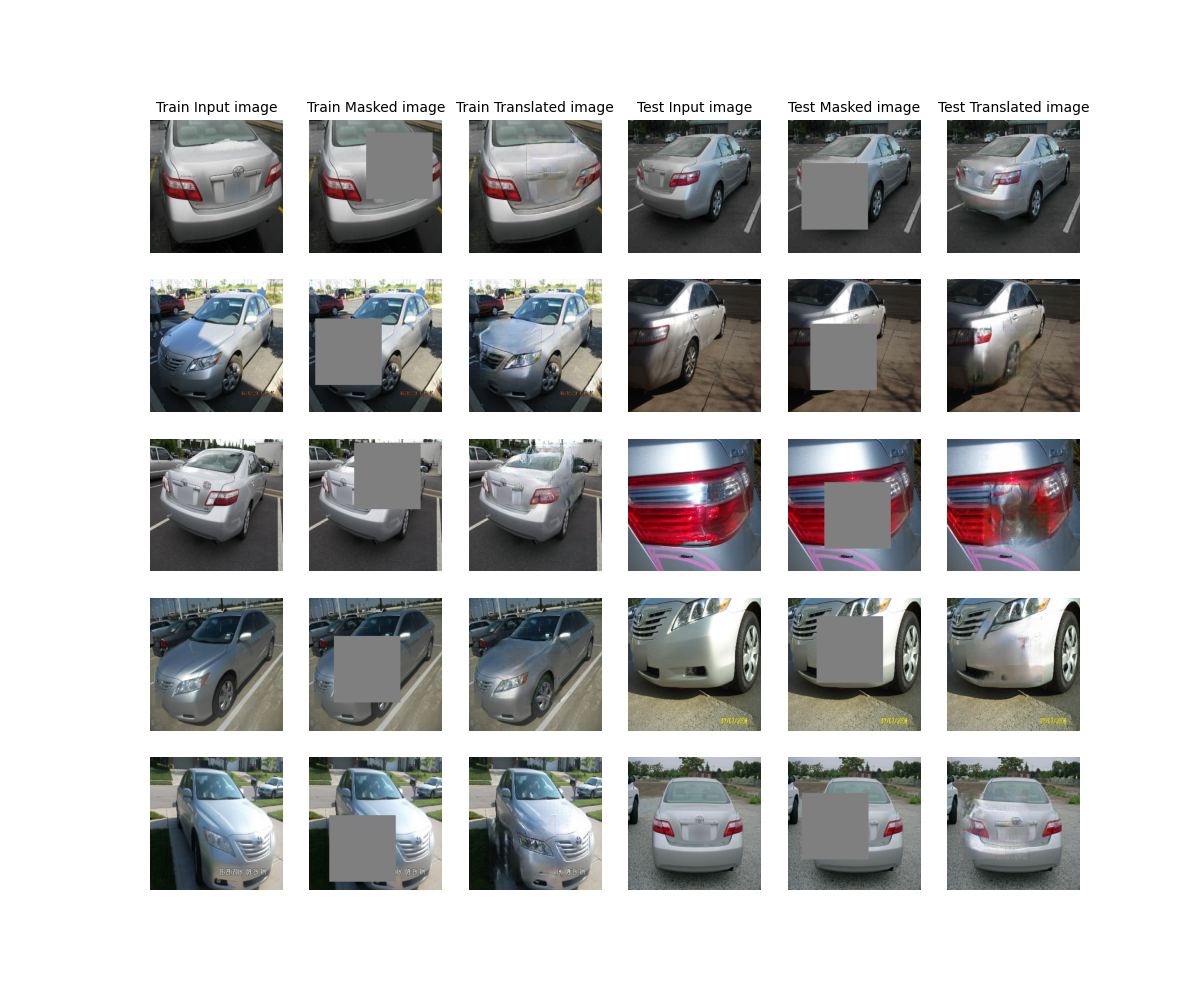 Train Input image
Train Masked image
Train Translated image
Test Input image
Test Masked image
Test Translated image